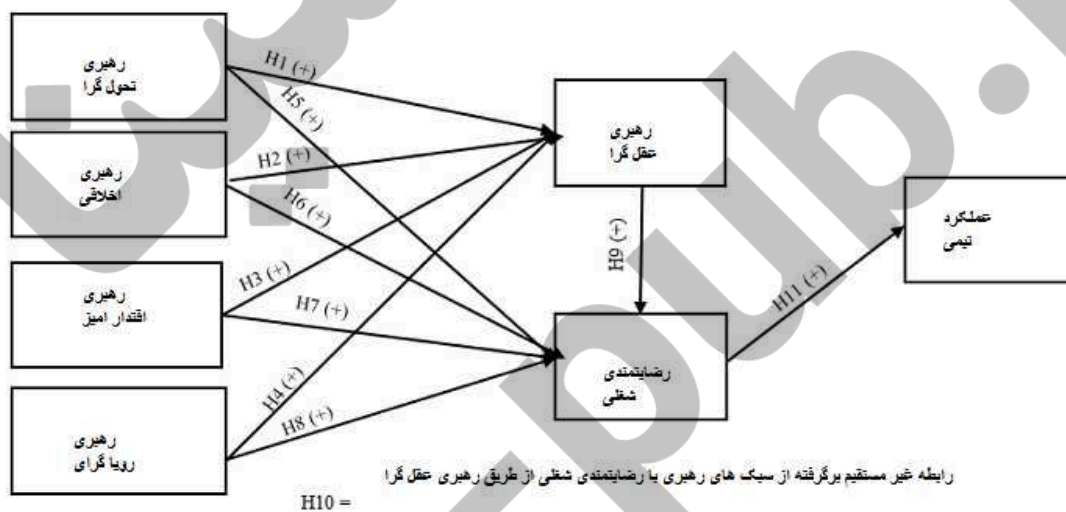 رهبری
تحول گرا
رهبری
اخلاقی
رهبری
اقتدار امیز
رهبری
رویا گرای
H1 (+)
H5 (+)
H2 (+)
H6 (+)
H3 (+)
H7 (+)
H4 (+)
H8 (+)
رهبری
عقل گرا
H9 (+)
رضایتمندی
شغلی
H11 (+)
عملکرد
تیمی
رابطه غیر مستقیم برگرفته از سبک های رهبری با رضایتمندی شغلی از طریق رهبری عقل گرا
H10 =
pub.